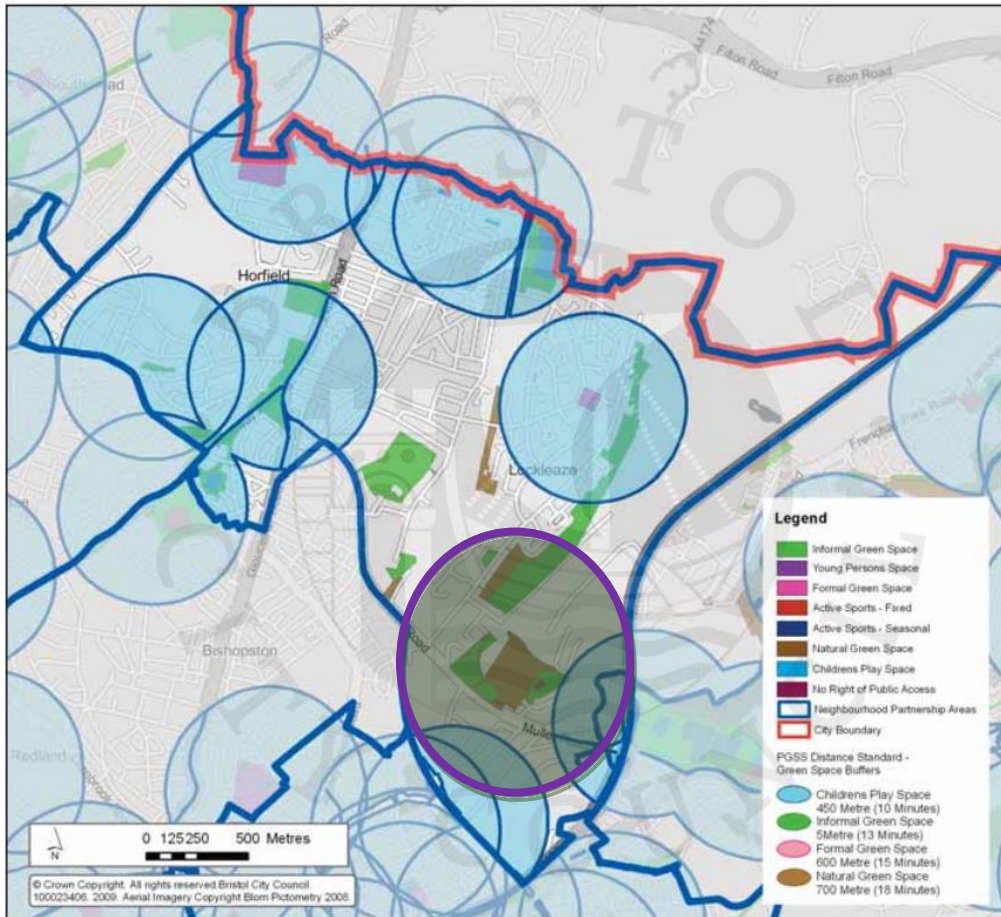 A4174
Filton Road
Filton Road
Road
Horfield
Road
Lockleaze
Frenchay Park Road
Road
Bishopston
Redland
Legend
Informal Green Space
Young Persons Space
Formal Green Space
Active Sports - Fixed
Active Sports - Seasonal
Natural Green Space
Childrens Play Space
No Right of Public Access
Neighbourhood Partnership Areas
City Boundary
PGSS Distance Standard -
Green Space Buffers
Childrens Play Space
450 Metre (10 Minutes)
Informal Green Space
5Metre (13 Minutes)
Formal Green Space
600 Metre (15 Minutes)
Natural Green Space
700 Metre (18 Minutes)
0 125250 500 Metres
N
© Crown Copyright. All rights reserved.Bristol City Council.
100023406. 2009. Aerial Imagery Copyright Blom Pictometry 2008.